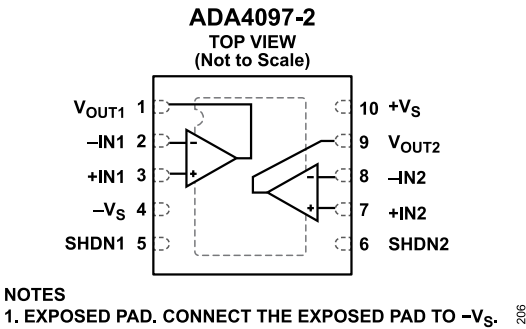 ADA4097-2
TOP VIEW
(Not to Scale)
VOUT1 1
–IN1 2
+IN1 3
–VS 4
SHDN1 5
10 +VS
9 VOUT2
8 –IN2
7 +IN2
6 SHDN2
–
+
–
+
NOTES
1. EXPOSED PAD. CONNECT THE EXPOSED PAD TO –VS.
206